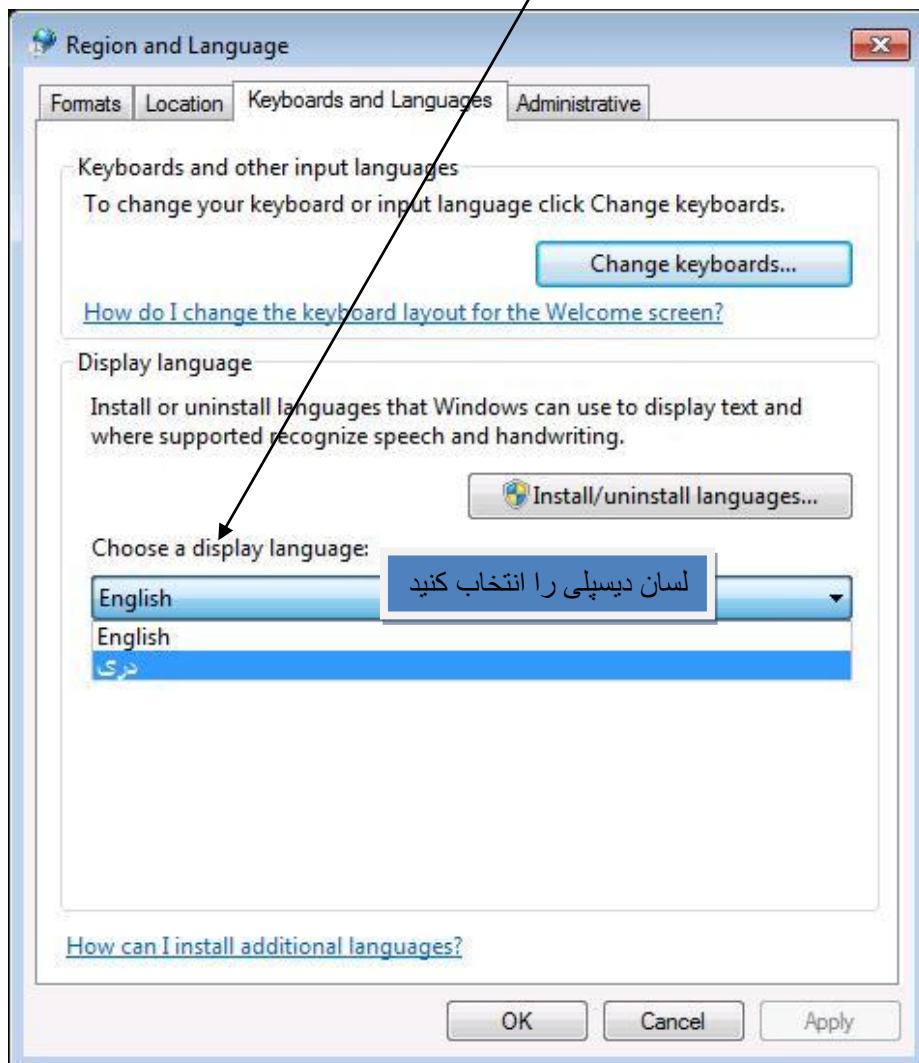 Region and Language
Formats Location Keyboards and Languages Administrative
Keyboards and other input languages
To change your keyboard or input language click Change keyboards.
Change keyboards...
How do I change the keyboard layout for the Welcome screen?
Display language
Install or uninstall languages that Windows can use to display text and
where supported recognize speech and handwriting.
Install/uninstall languages...
Choose a display language:
لسان دیسپلی را انتخاب کنید
English
English
دری
How can I install additional languages?
OK Cancel Apply